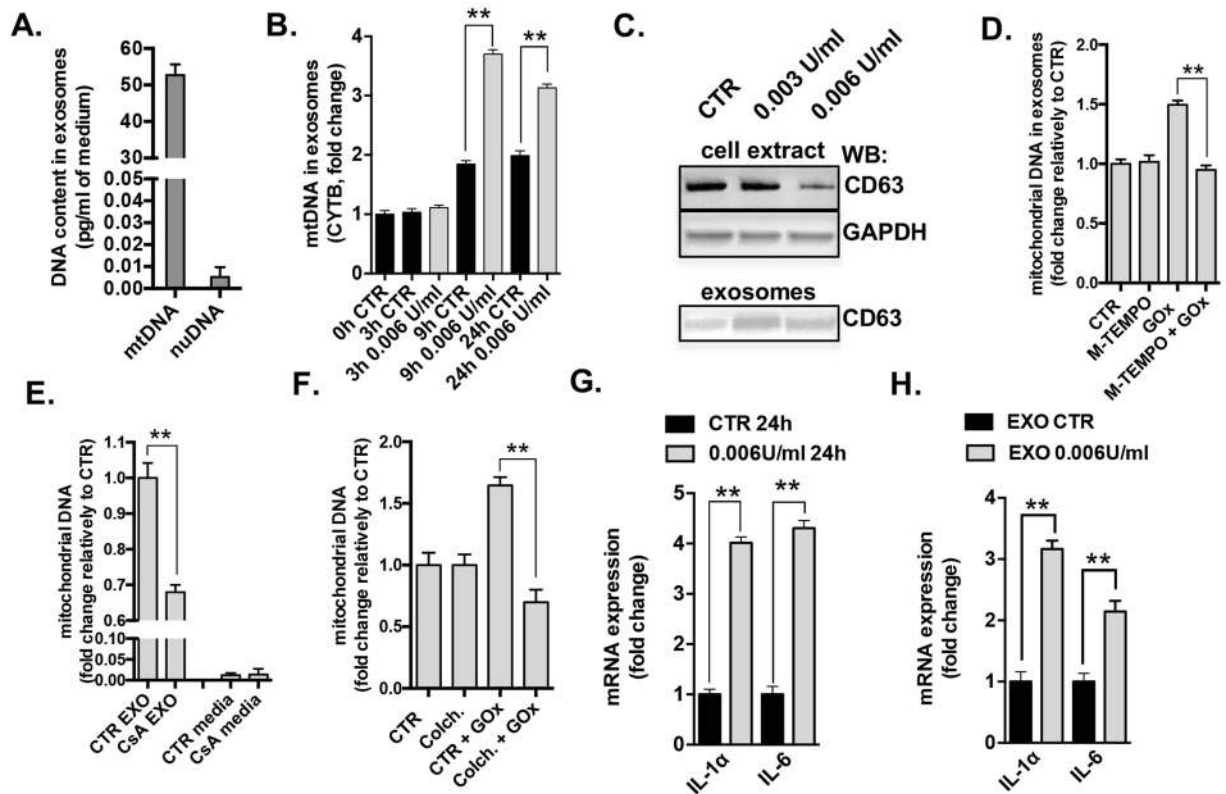 A.
DNA content in exosomes
(pg/ml of medium)
60
50
40
30
20
10
0.05
0.04
0.03
0.02
0.01
0.00
mtDNA
nuDNA
B.
mtDNA in exosomes
(CYTB, fold change)
4
3
2
1
0
**
**
0h CTR
3h CTR
3h 0.006 U/ml
9h CTR
9h 0.006 U/ml
24h CTR
24h 0.006 U/ml
C.
CTR
0.003 U/ml
0.006 U/ml
cell extract
WB:
CD63
GAPDH
exosomes
CD63
D.
mitochondrial DNA in exosomes
(fold change relatively to CTR)
2.0
1.5
1.0
0.5
0.0
**
CTR
M-TEMPO
GOx
M-TEMPO + GOx
E.
mitochondrial DNA
(fold change relatively to CTR)
1.1
1.0
0.9
0.8
0.7
0.6
0.10
0.05
0.00
**
CTR EXO
CsA EXO
CTR media
CsA media
F.
mitochondrial DNA
(fold change relatively to CTR)
2.0
1.5
1.0
0.5
0.0
**
CTR
Colch.
CTR + GOx
Colch. + GOx
G.
CTR 24h
0.006U/ml 24h
mRNA expression
(fold change)
5
4
3
2
1
0
**
**
IL-1α
IL-6
H.
EXO CTR
EXO 0.006U/ml
mRNA expression
(fold change)
4
3
2
1
0
**
**
IL-1α
IL-6